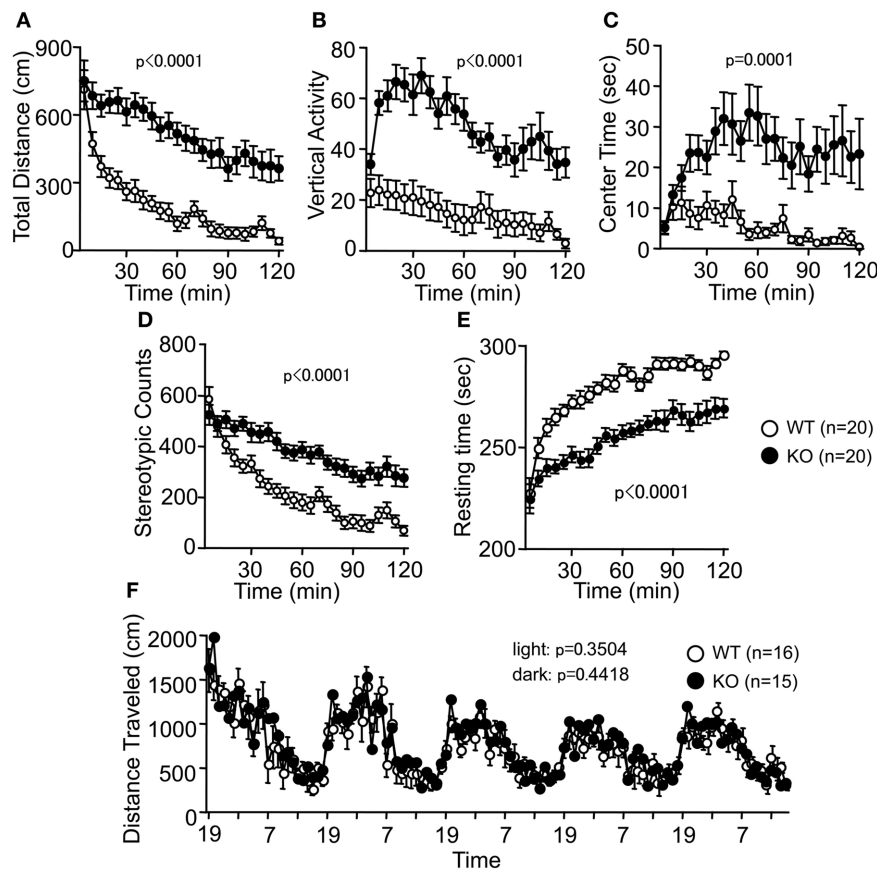 A
Total Distance (cm)
900
600
300
0
p<0.0001
30 60 90 120
Time (min)
B
Vertical Activity
80
60
40
20
0
p<0.0001
30 60 90 120
Time (min)
C
Center Time (sec)
50
40
30
20
10
0
p=0.0001
30 60 90 120
Time (min)
D
Stereotypic Counts
800
600
400
200
0
p<0.0001
30 60 90 120
Time (min)
E
Resting time (sec)
300
250
200
p<0.0001
30 60 90 120
Time (min)
WT (n=20)
KO (n=20)
F
Distance Traveled (cm)
2000
1500
1000
500
0
light: p=0.3504
dark: p=0.4418
WT (n=16)
KO (n=15)
19 7 19 7 19 7 19 7 19 7
Time